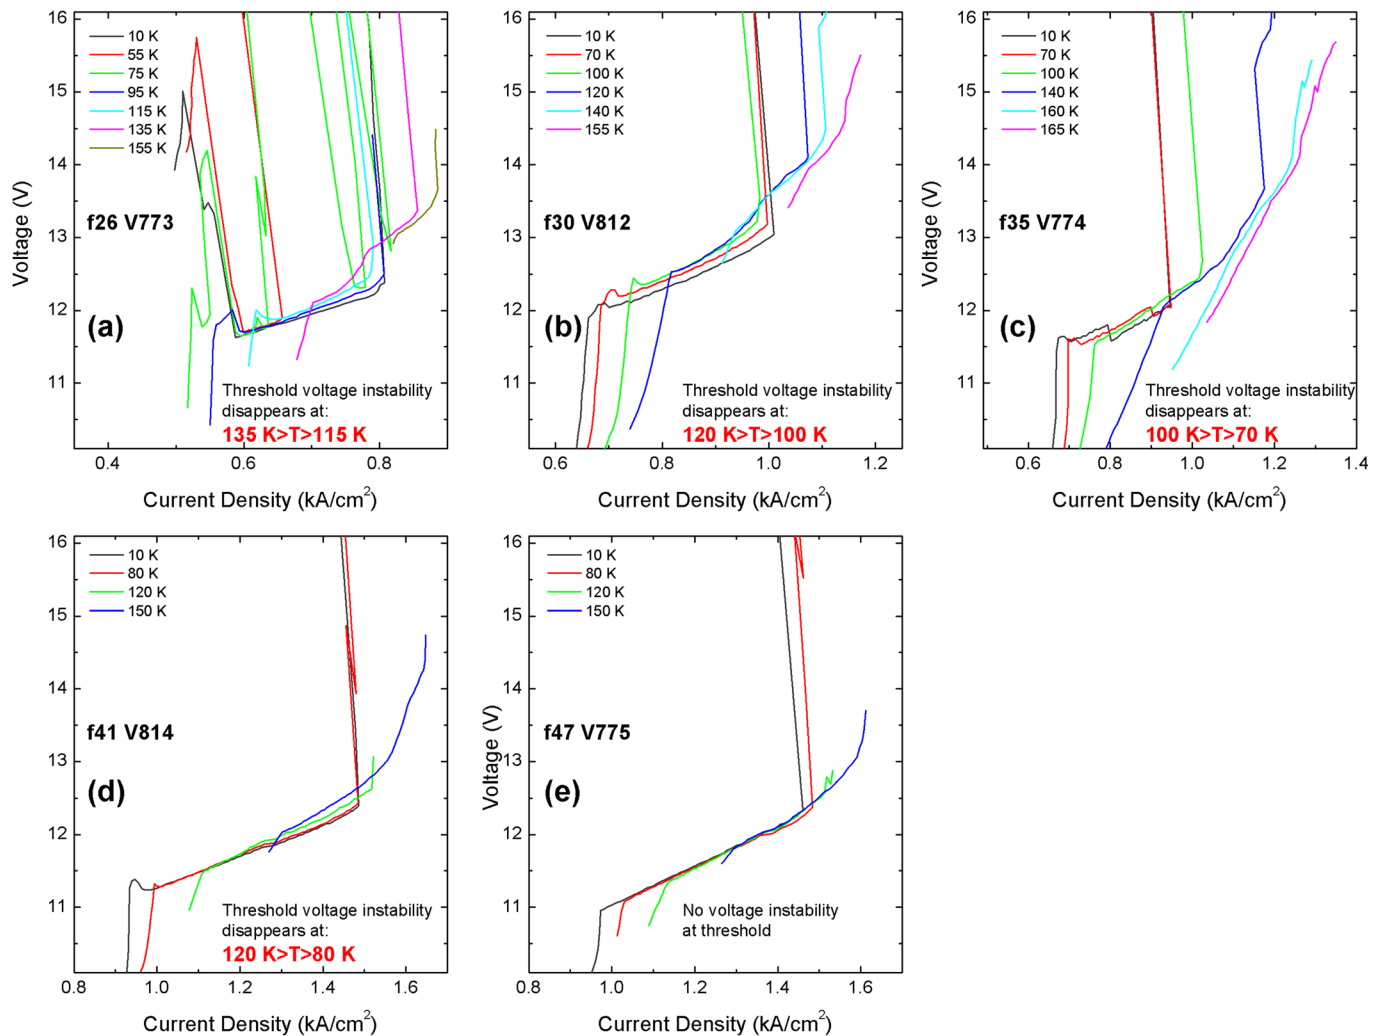 16
15
14
13
12
11
Voltage (V)
10 K
55 K
75 K
95 K
115 K
135 K
155 K
f26 V773
(a)
Threshold voltage instability
disappears at:
135 K>T>115 K
0.4 0.6 0.8
Current Density (kA/cm²)
16
15
14
13
12
11
Voltage (V)
10 K
70 K
100 K
120 K
140 K
155 K
f30 V812
(b)
Threshold voltage instability
disappears at:
120 K>T>100 K
0.6 0.8 1.0 1.2
Current Density (kA/cm²)
16
15
14
13
12
11
Voltage (V)
10 K
70 K
100 K
140 K
160 K
165 K
f35 V774
(c)
Threshold voltage instability
disappears at:
100 K>T>70 K
0.6 0.8 1.0 1.2 1.4
Current Density (kA/cm²)
16
15
14
13
12
11
10 K
80 K
120 K
150 K
f41 V814
(d)
Threshold voltage instability
disappears at:
120 K>T>80 K
0.8 1.0 1.2 1.4 1.6
Current Density (kA/cm²)
16
15
14
13
12
11
Voltage (V)
10 K
80 K
120 K
150 K
f47 V775
(e)
No voltage instability
at threshold
0.8 1.0 1.2 1.4 1.6
Current Density (kA/cm²)